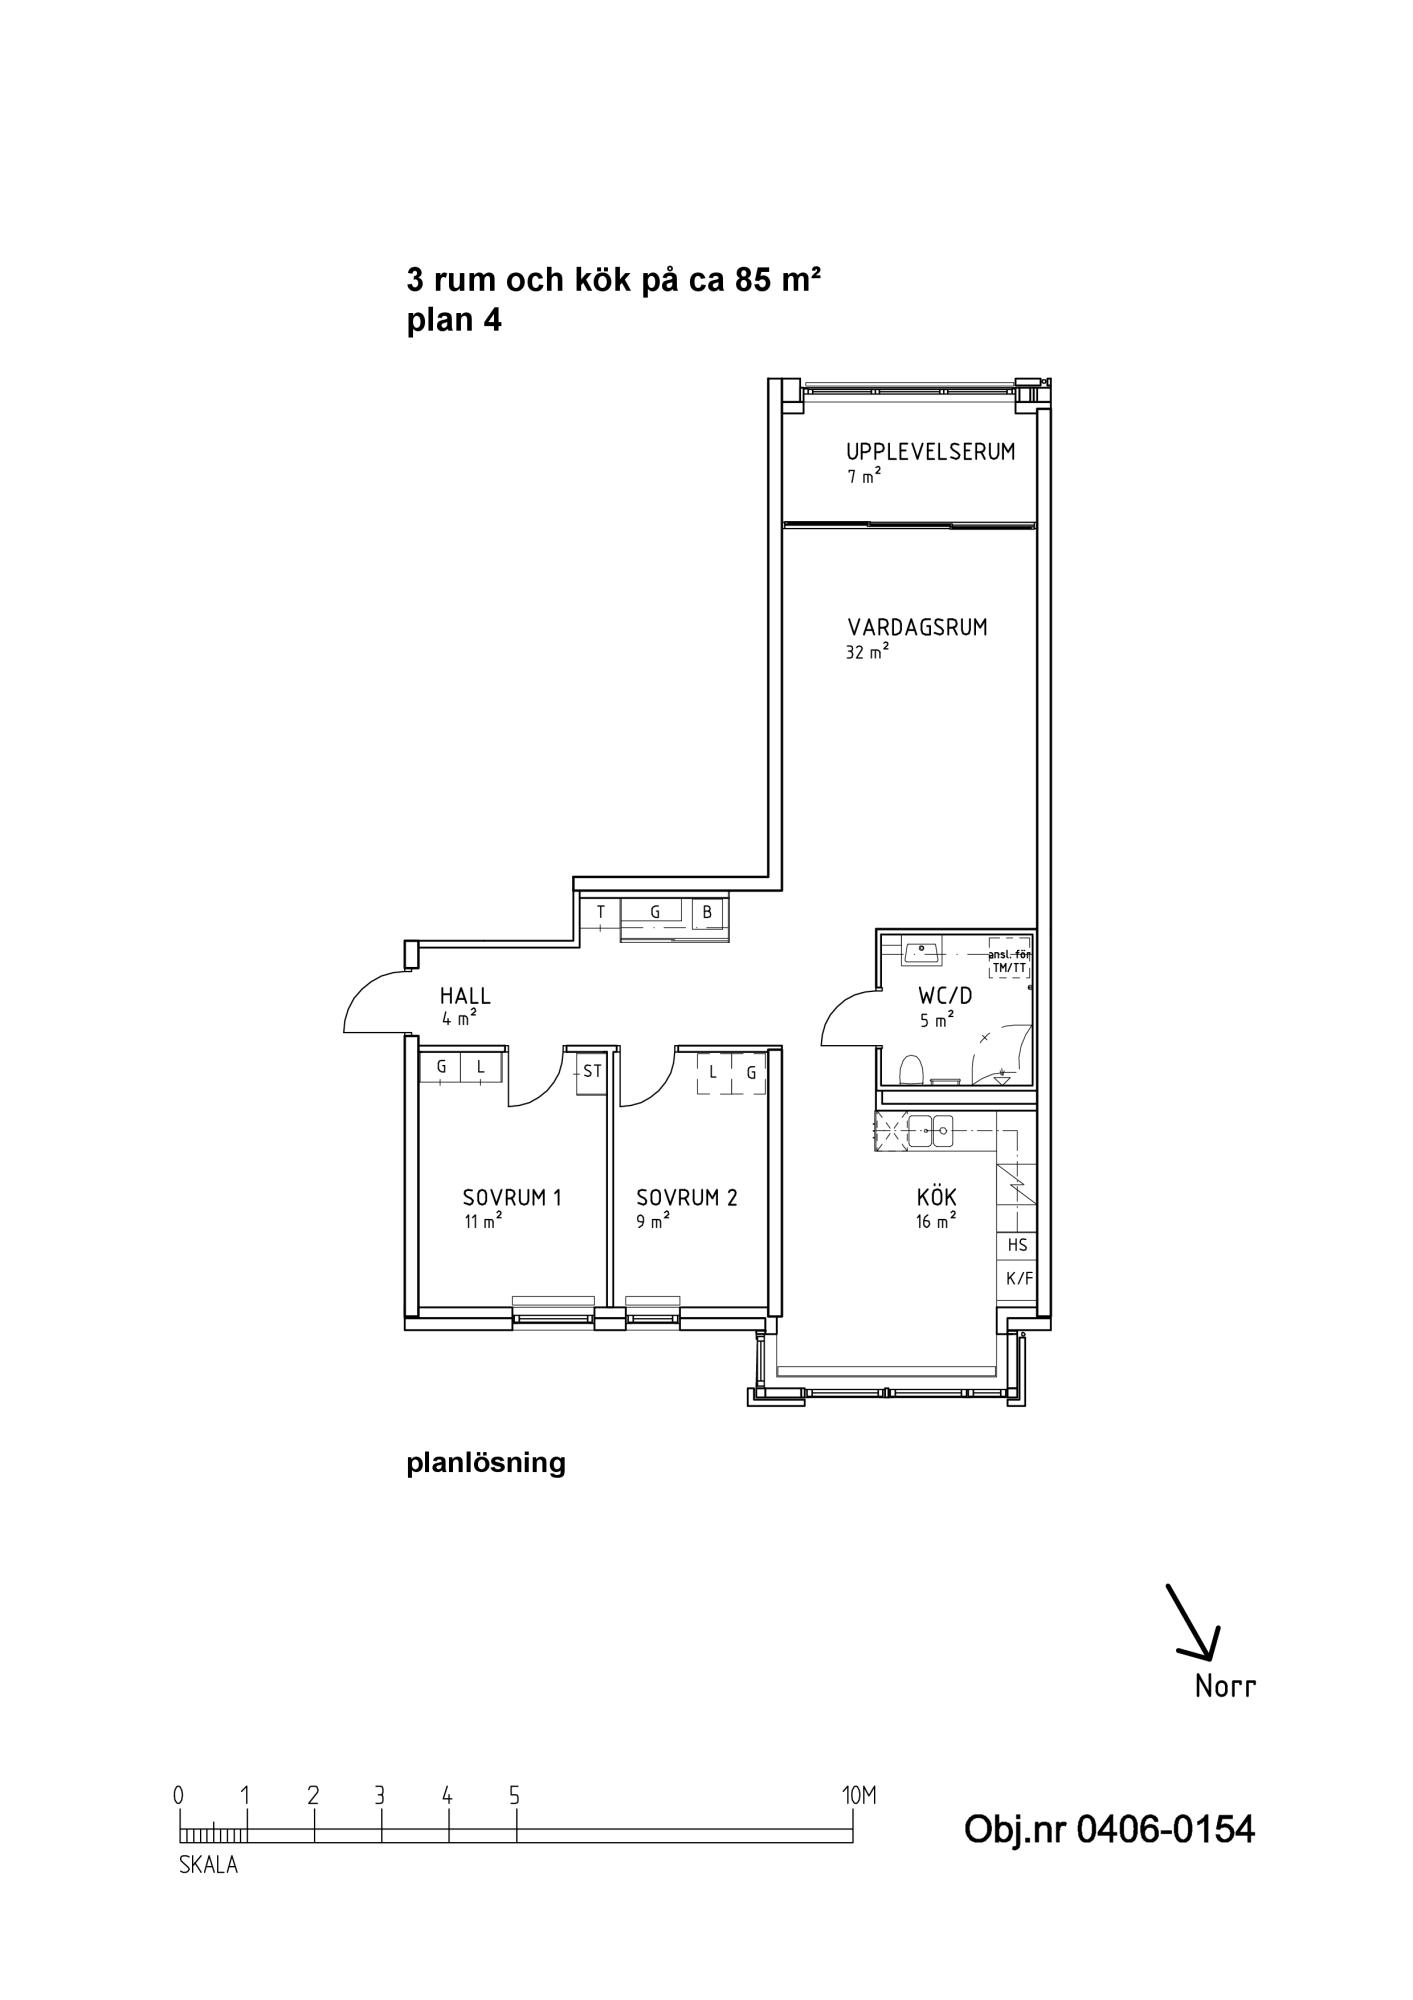 3 rum och kök på ca 85 m²
plan 4
UPPLEVELSERUM
7 m²
VARDAGSRUM
32 m²
T G B
ansl. för
TM/TT
HALL
4 m²
WC/D
5 m²
G L ST L G
SOVRUM 1
11 m²
SOVRUM 2
9 m²
KÖK
16 m²
HS
K/F
planlösning
Norr
0 1 2 3 4 5 10M
SKALA
Obj.nr 0406-0154